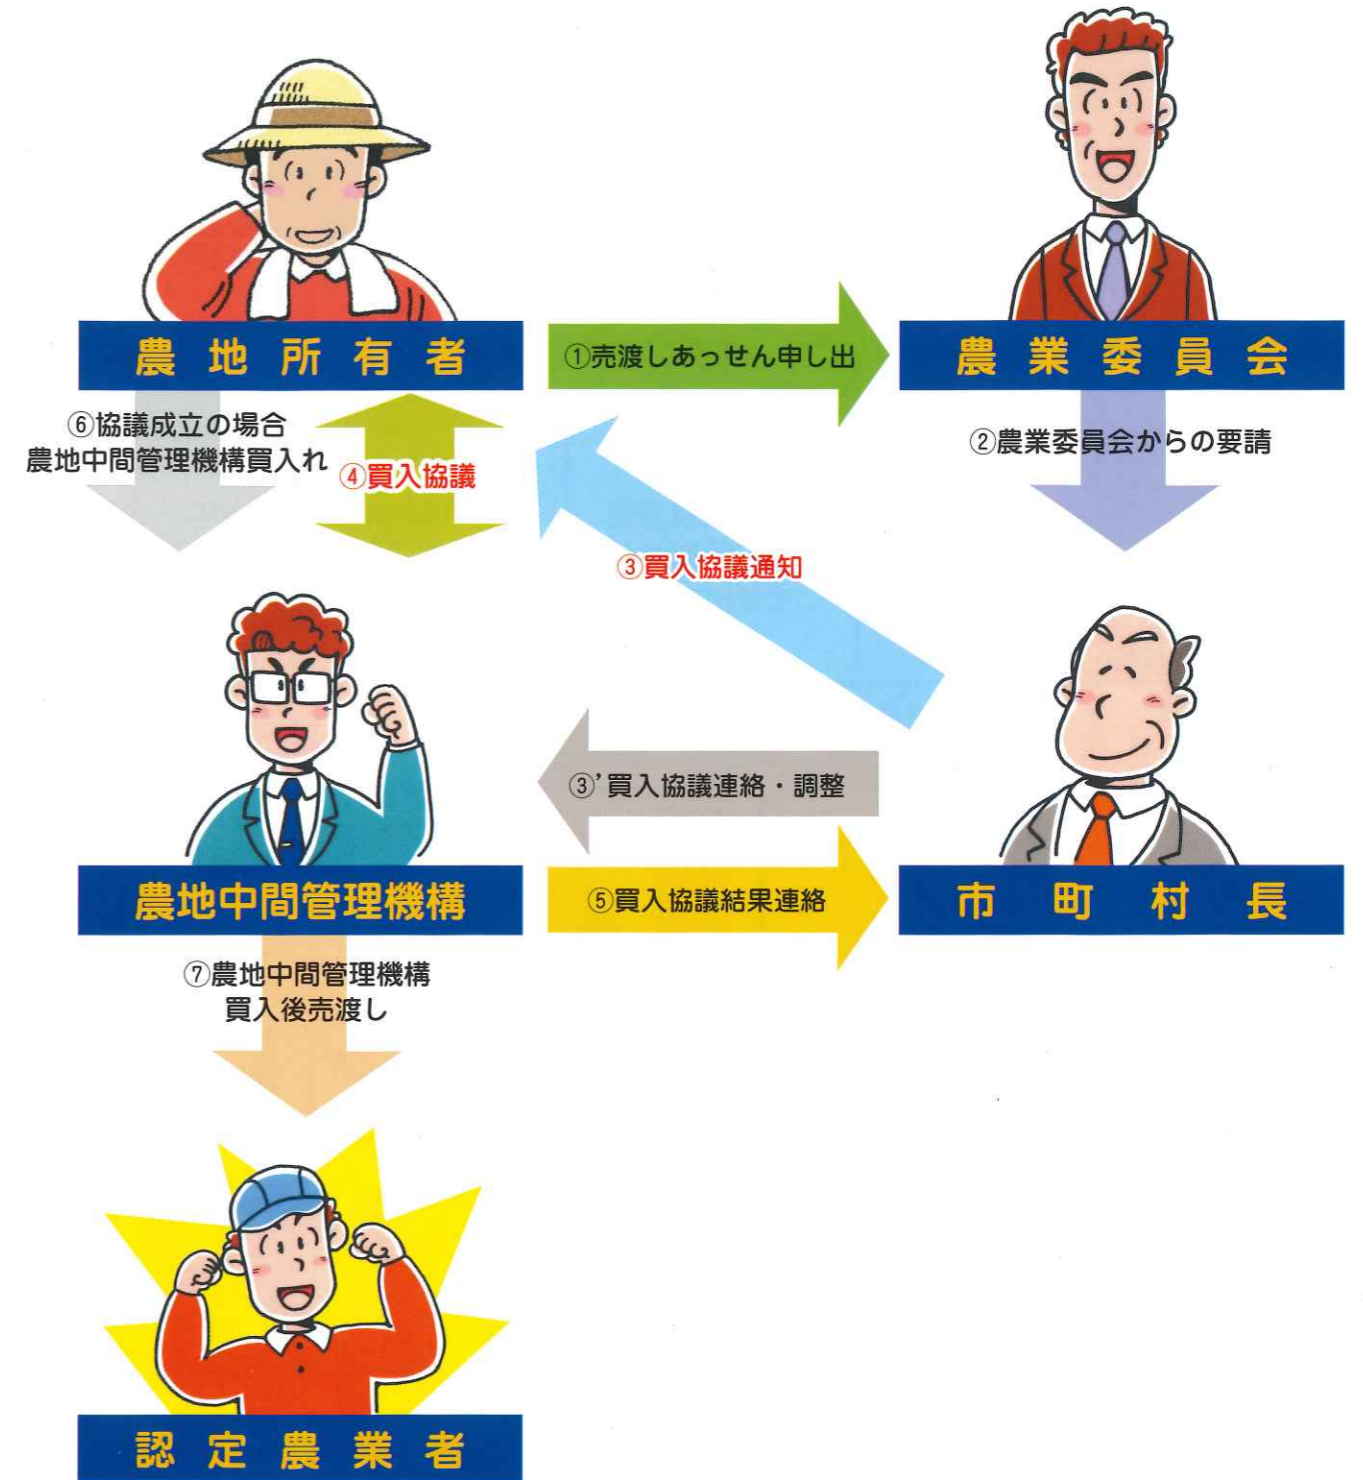 農地所有者
①売渡しあっせん申し出
農業委員会
⑥協議成立の場合
農地中間管理機構買入れ
④買入協議
②農業委員会からの要請
③買入協議通知
③’買入協議連絡・調整
農地中間管理機構
⑤買入協議結果連絡
市町村長
⑦農地中間管理機構
買入後売渡し
認定農業者